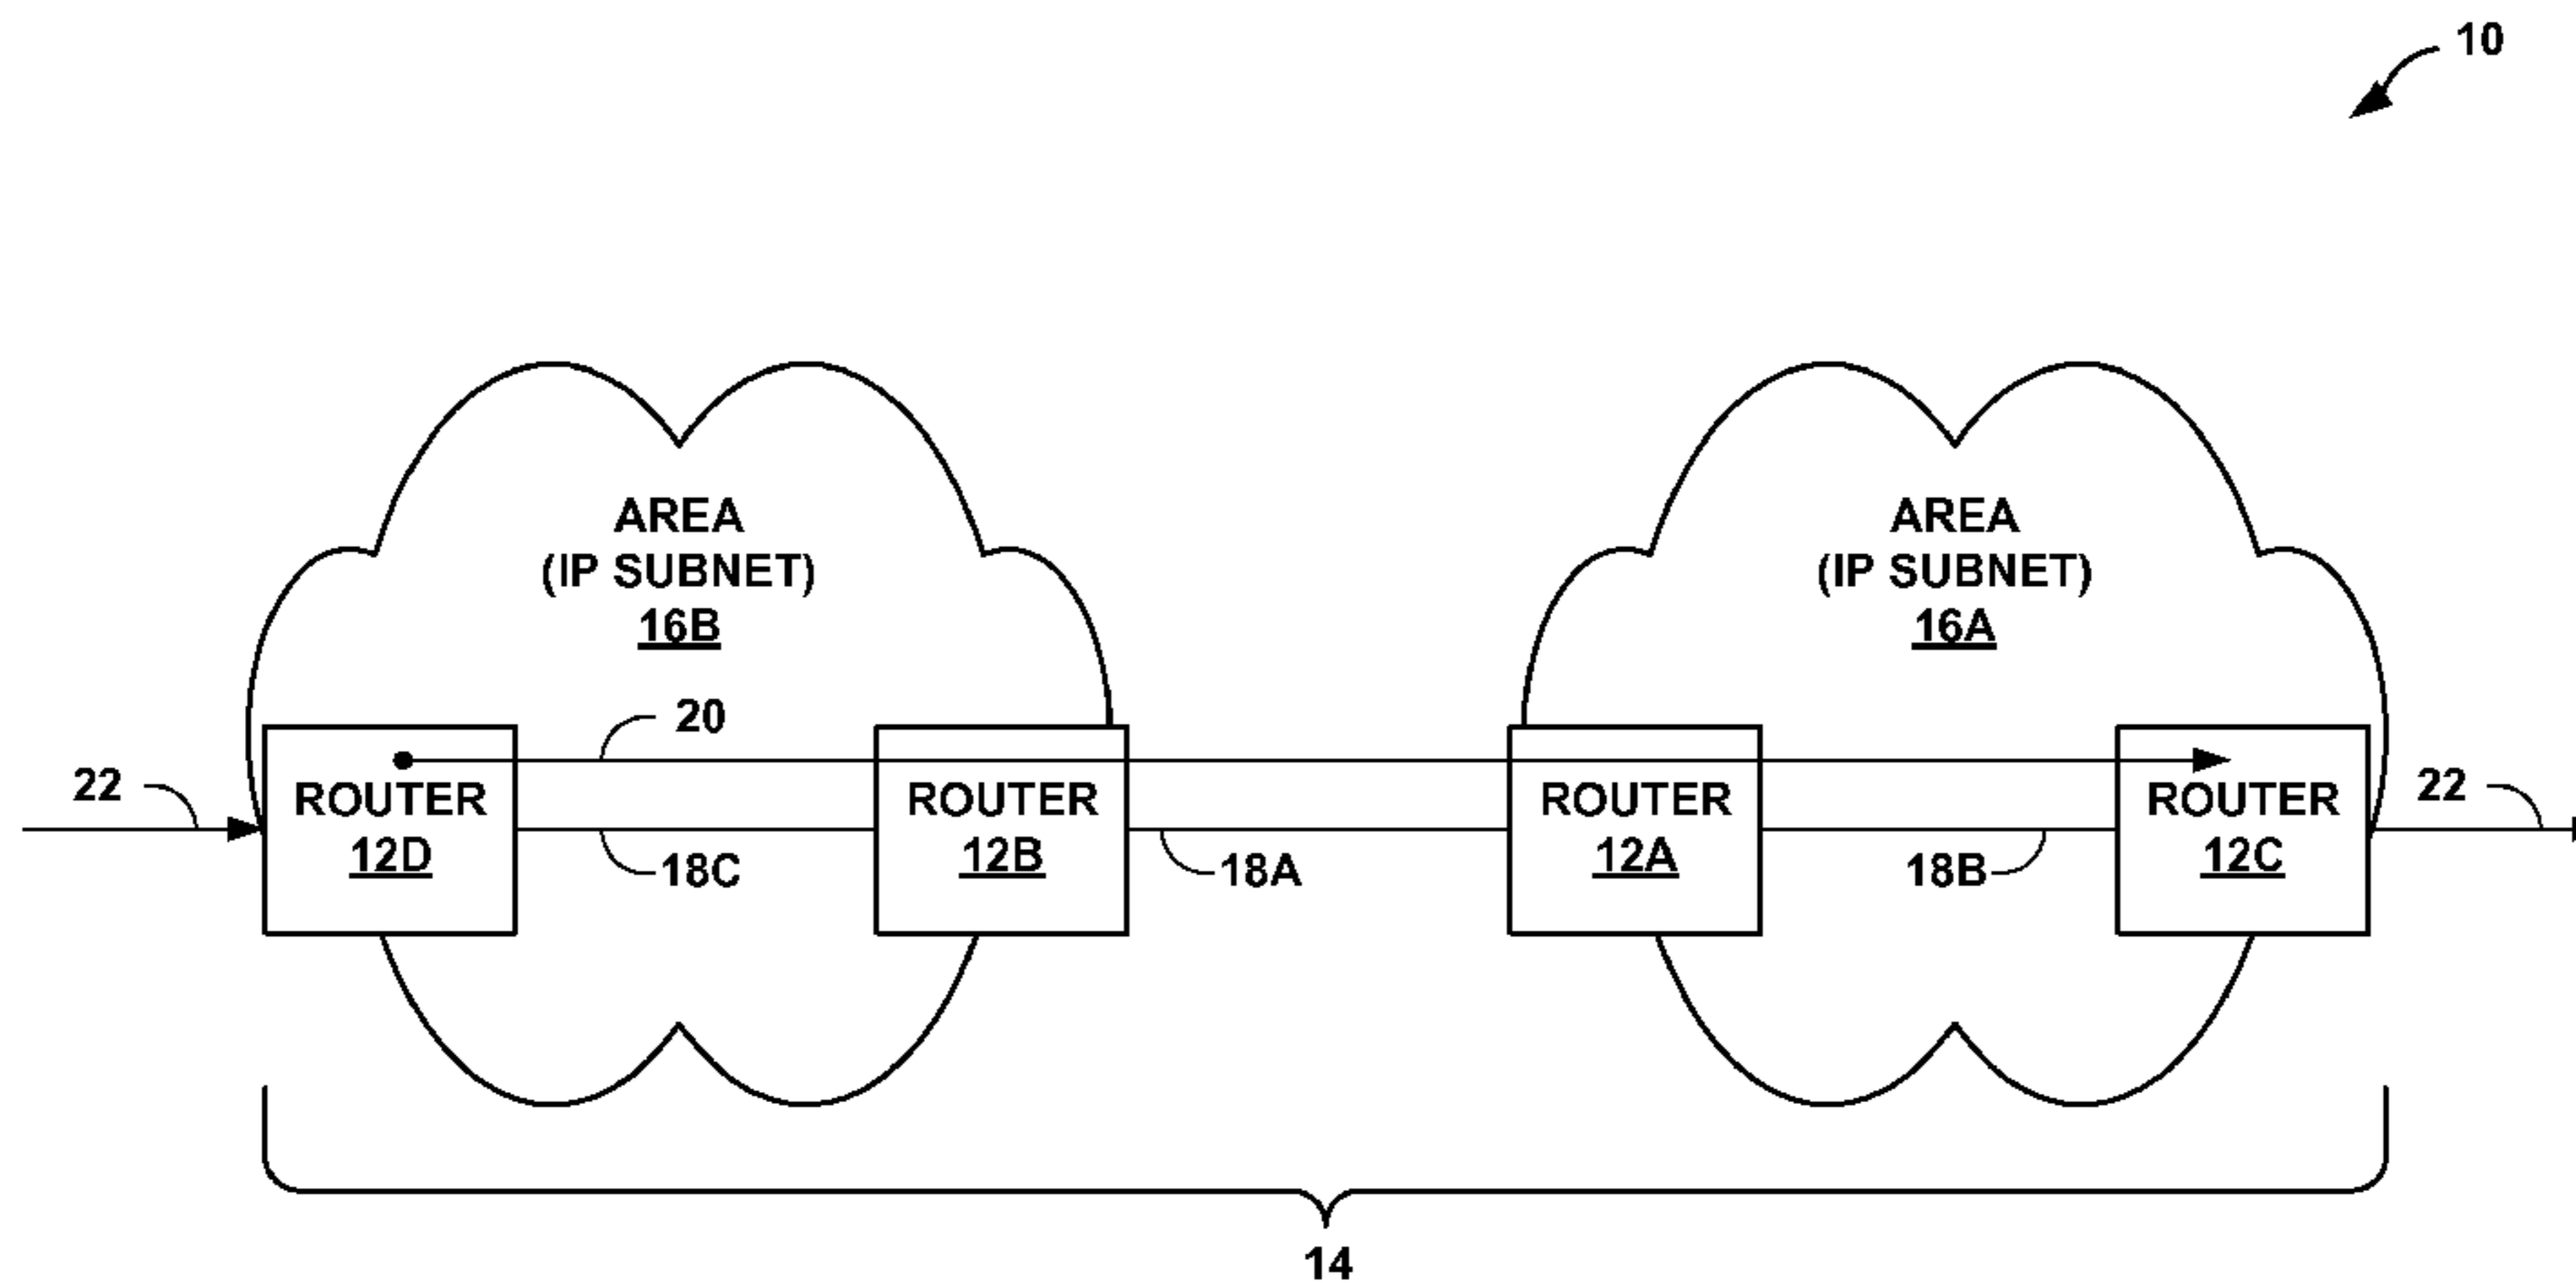 10
AREA
(IP SUBNET)
16B
AREA
(IP SUBNET)
16A
20
22
ROUTER
12D
18C
ROUTER
12B
18A
ROUTER
12A
18B
ROUTER
12C
22
14